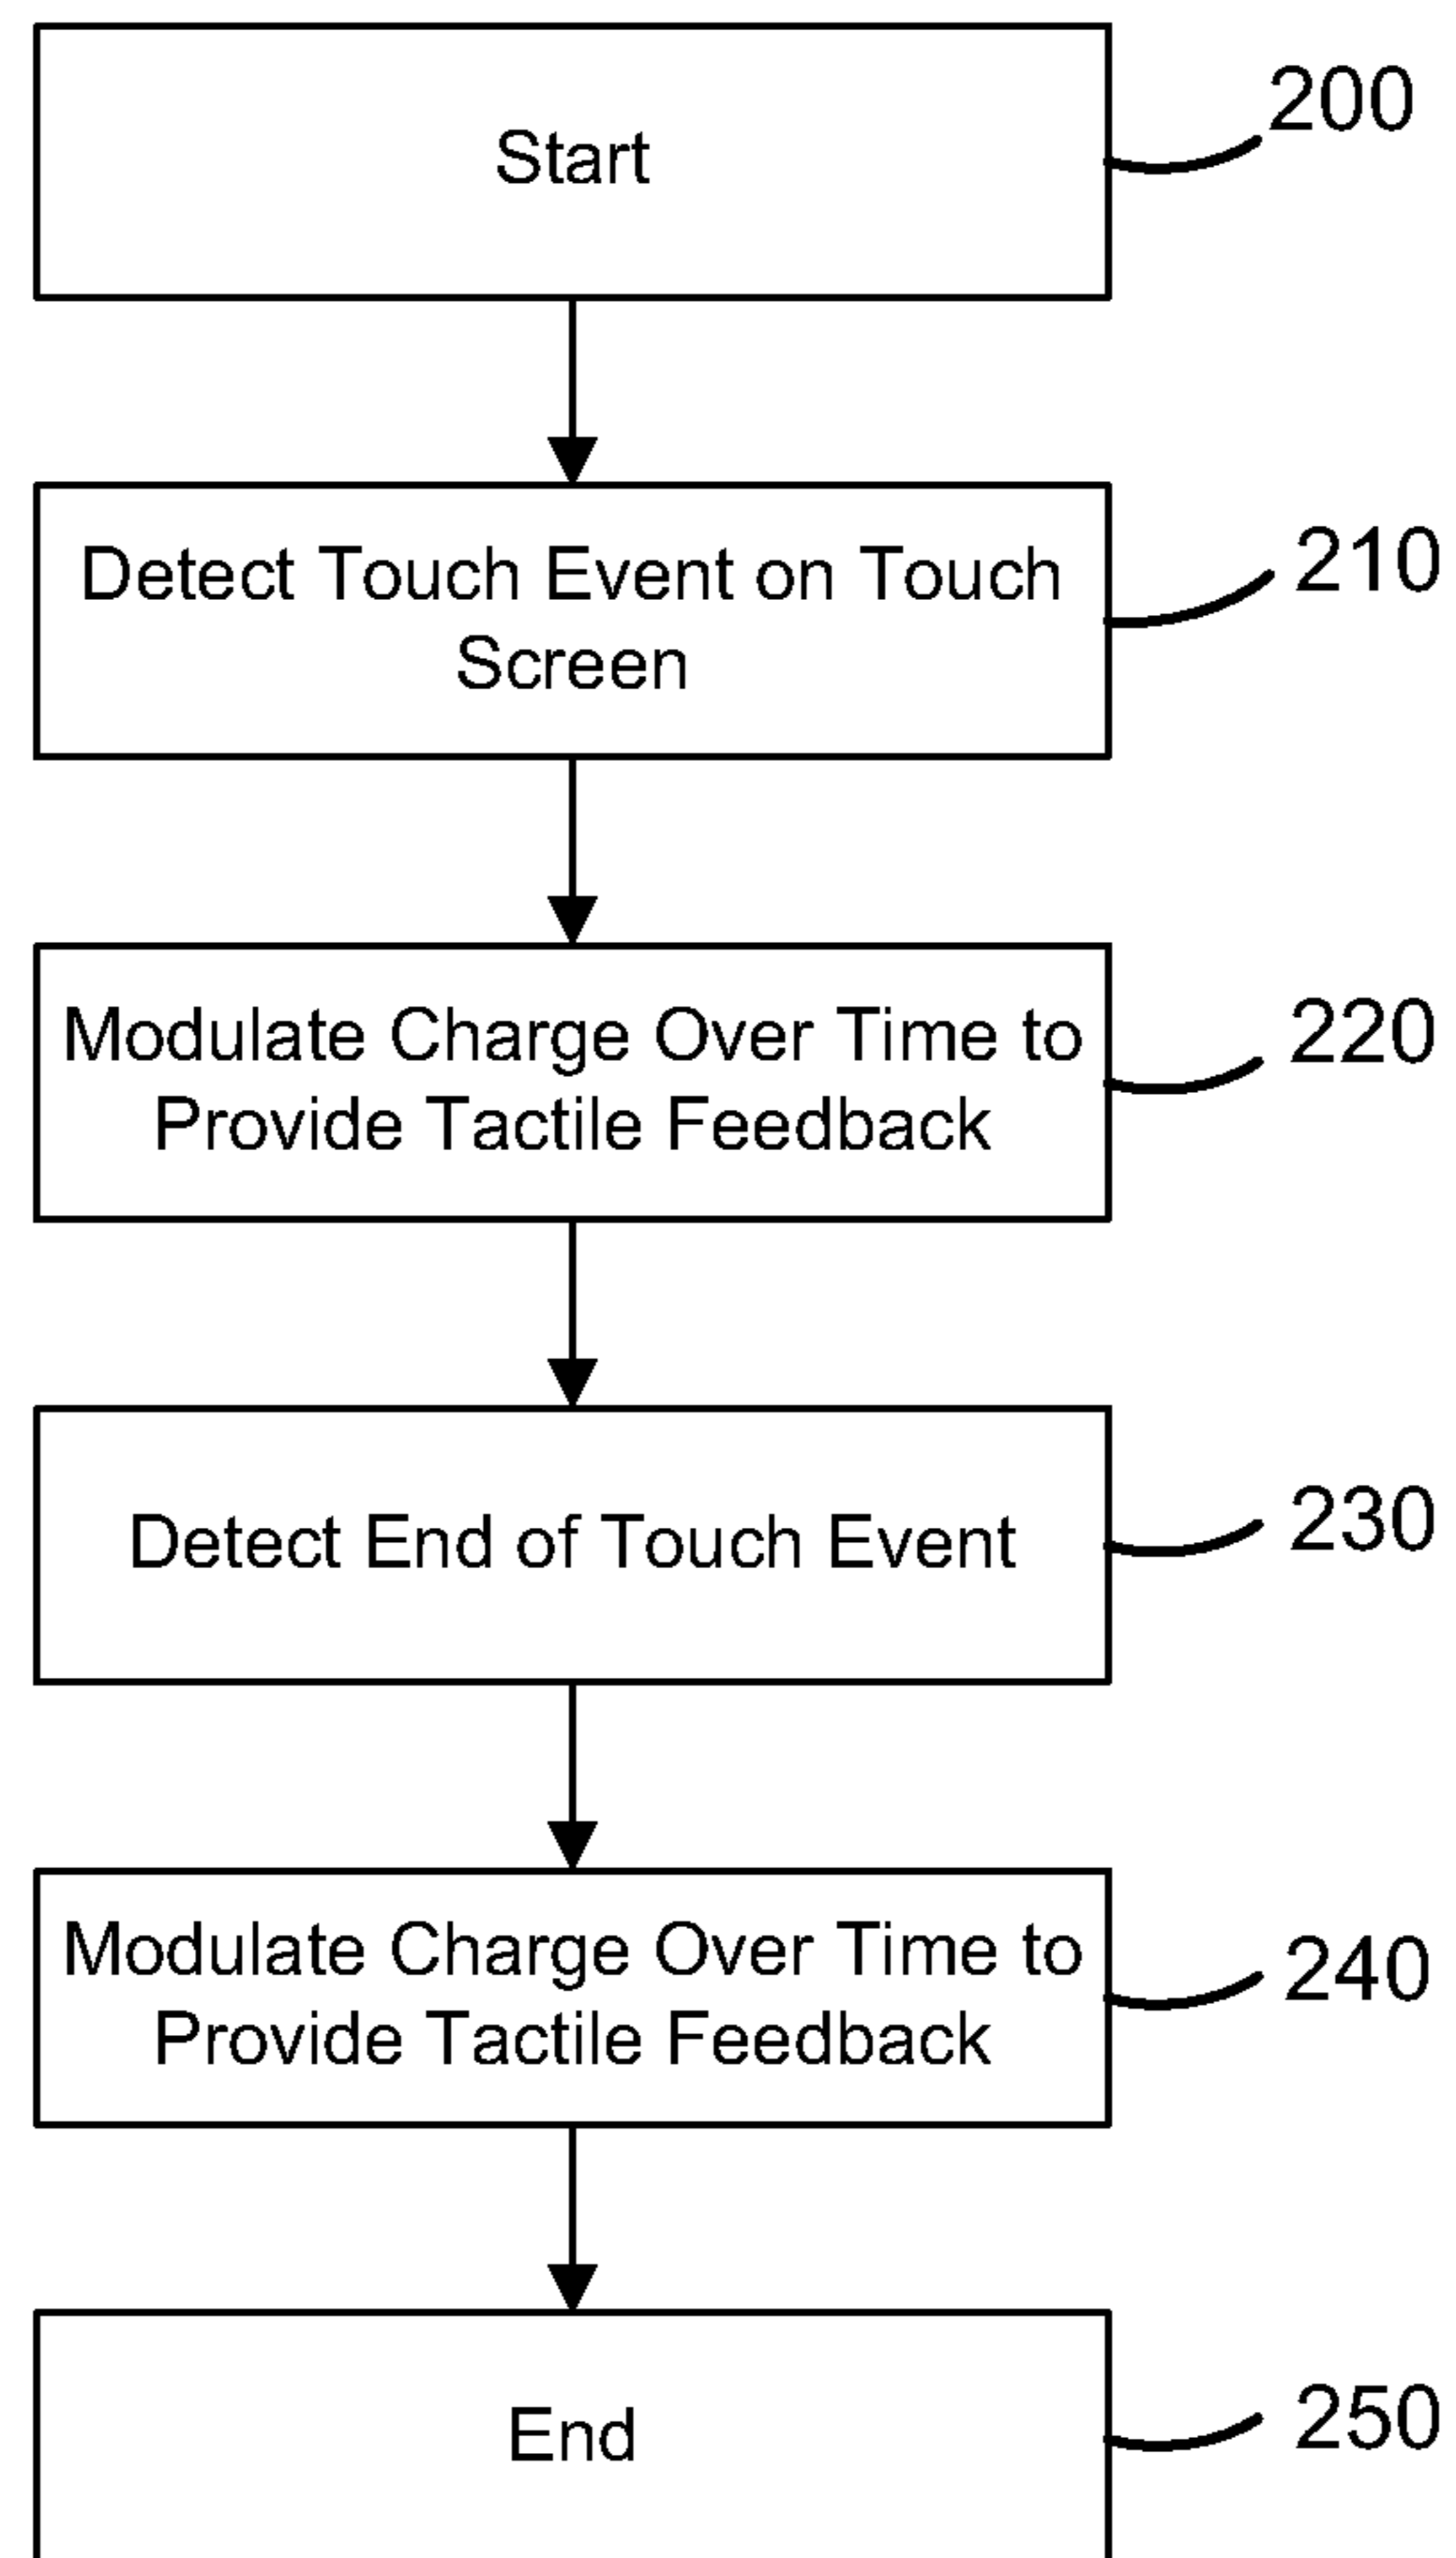 Start
200
Detect Touch Event on Touch
Screen
210
Modulate Charge Over Time to
Provide Tactile Feedback
220
Detect End of Touch Event
230
Modulate Charge Over Time to
Provide Tactile Feedback
240
End
250